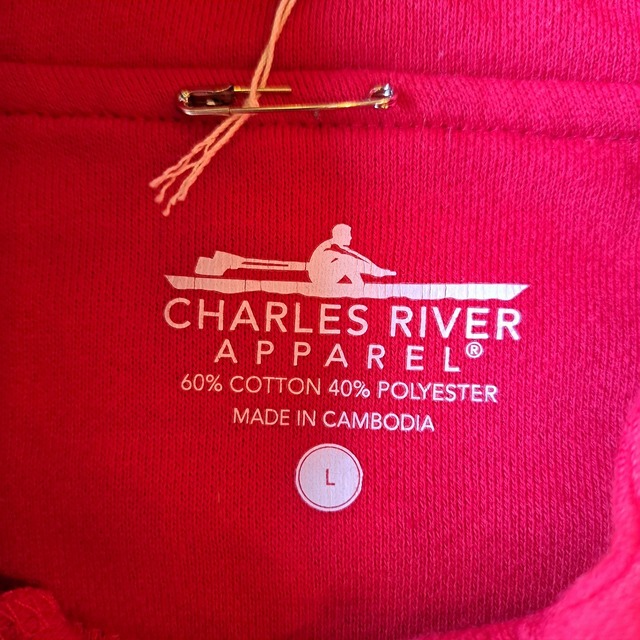 CHARLES RIVER
APPAREL®
60% COTTON 40% POLYESTER
MADE IN CAMBODIA
L